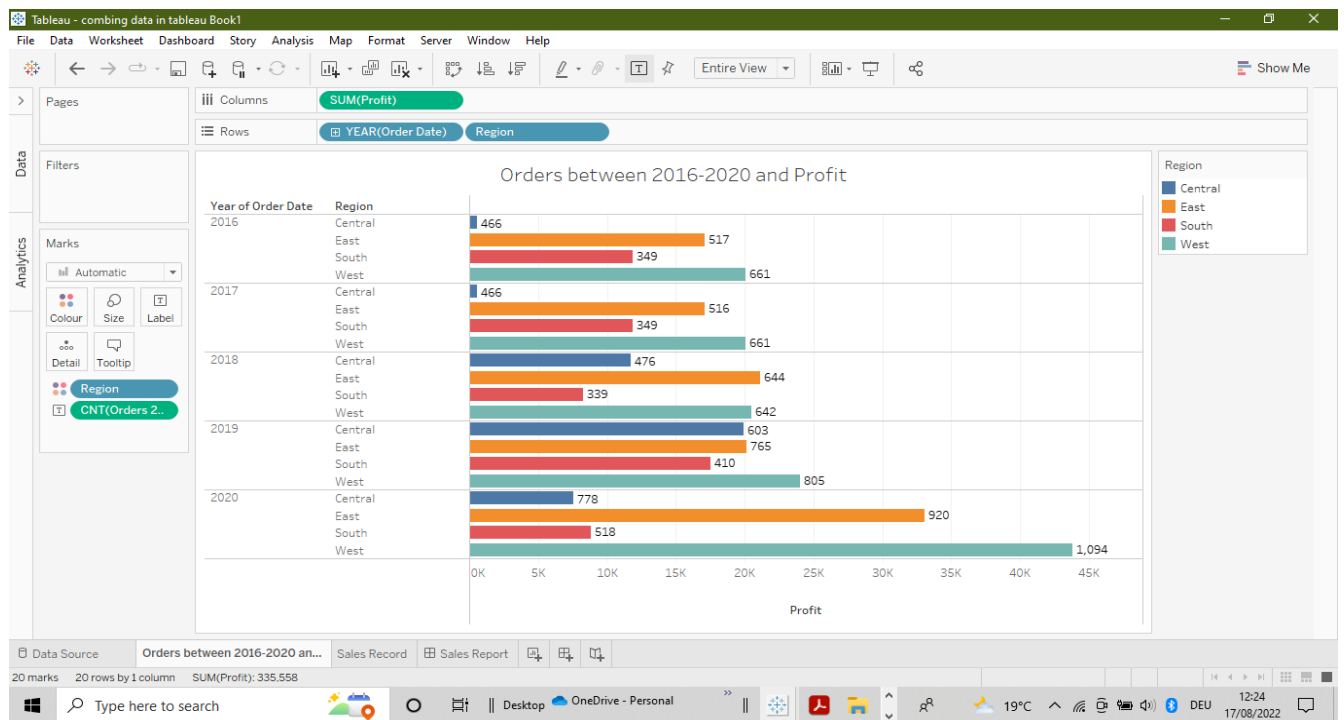 Tableau - combing data in tableau Book1
File Data Worksheet Dashboard Story Analysis Map Format Server Window Help
Entire View
Show Me
Pages
Columns
SUM(Profit)
Rows
YEAR(Order Date) Region
Data
Analytics
Filters
Marks
Automatic
Colour Size Label
Detail Tooltip
Region
CNT(Orders 2..
Orders between 2016-2020 and Profit
Year of Order Date Region
2016 Central 466
East 517
South 349
West 661
2017 Central 466
East 516
South 349
West 661
2018 Central 476
East 644
South 339
West 642
2019 Central 603
East 765
South 410
West 805
2020 Central 778
East 920
South 518
West 1,094
0K 5K 10K 15K 20K 25K 30K 35K 40K 45K
Profit
Region
Central
East
South
West
Data Source Orders between 2016-2020 an... Sales Record Sales Report
20 marks 20 rows by 1 column SUM(Profit): 335,558
Type here to search Desktop OneDrive - Personal 19°C DEU 12:24
17/08/2022